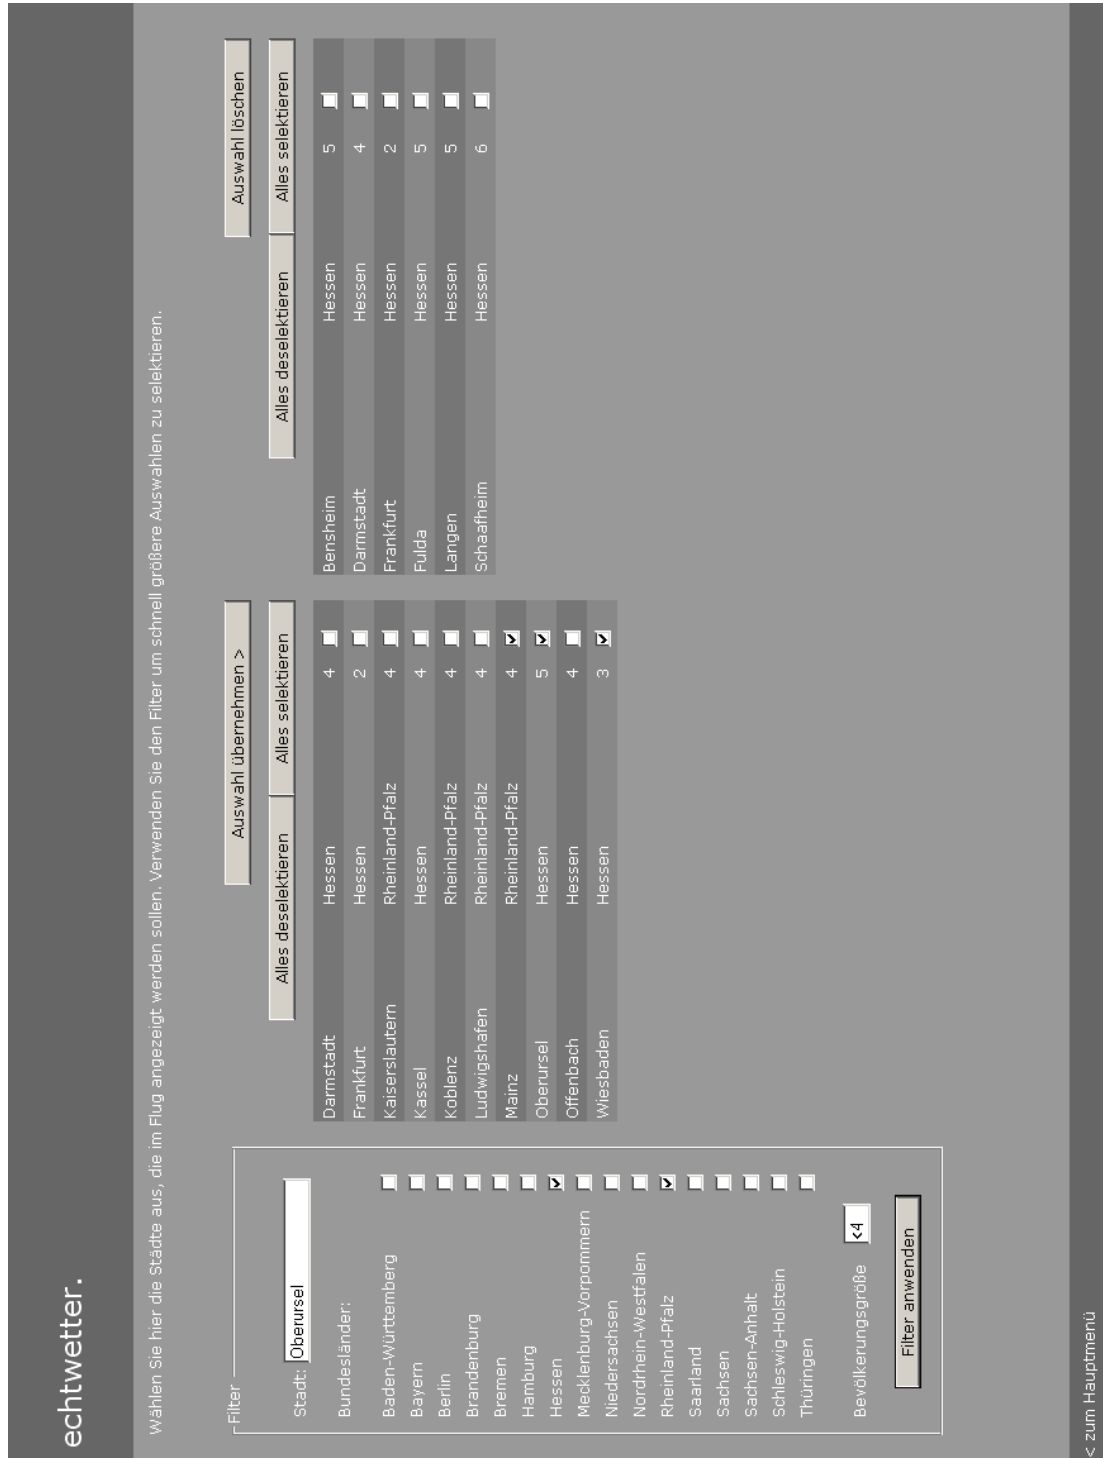 echtwetter.
Wählen Sie hier die Städte aus, die im Flug angezeigt werden sollen. Verwenden Sie den Filter um schnell größere Auswahlen zu selektieren.
Filter
Stadt: Oberursel
Bundesländer:
Baden-Württemberg
Bayern
Berlin
Brandenburg
Bremen
Hamburg
Hessen
Mecklenburg-Vorpommern
Niedersachsen
Nordrhein-Westfalen
Rheinland-Pfalz
Saarland
Sachsen
Sachsen-Anhalt
Schleswig-Holstein
Thüringen
Bevölkerungsgröße <4
Filter anwenden
Auswahl übernehmen >
Alles deselektieren Alles selektieren
Darmstadt Hessen 4
Frankfurt Hessen 2
Kaiserslautern Rheinland-Pfalz 4
Kassel Hessen 4
Koblenz Rheinland-Pfalz 4
Ludwigshafen Rheinland-Pfalz 4
Mainz Rheinland-Pfalz 4
Oberursel Hessen 5
Offenbach Hessen 4
Wiesbaden Hessen 3
Auswahl löschen
Alles deselektieren Alles selektieren
Bensheim Hessen 5
Darmstadt Hessen 4
Frankfurt Hessen 2
Fulda Hessen 5
Langen Hessen 5
Schaafheim Hessen 6
< zum Hauptmenü